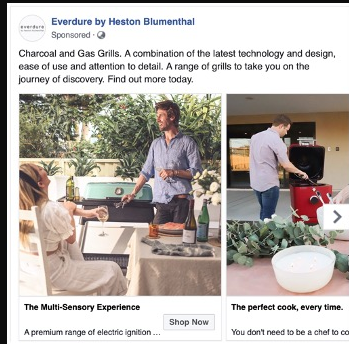 everdure
Everdure by Heston Blumenthal
Sponsored ·
Charcoal and Gas Grills. A combination of the latest technology and design,
ease of use and attention to detail. A range of grills to take you on the
journey of discovery. Find out more today.
The Multi-Sensory Experience
A premium range of electric ignition ...
Shop Now
The perfect cook, every time.
You don't need to be a chef to co